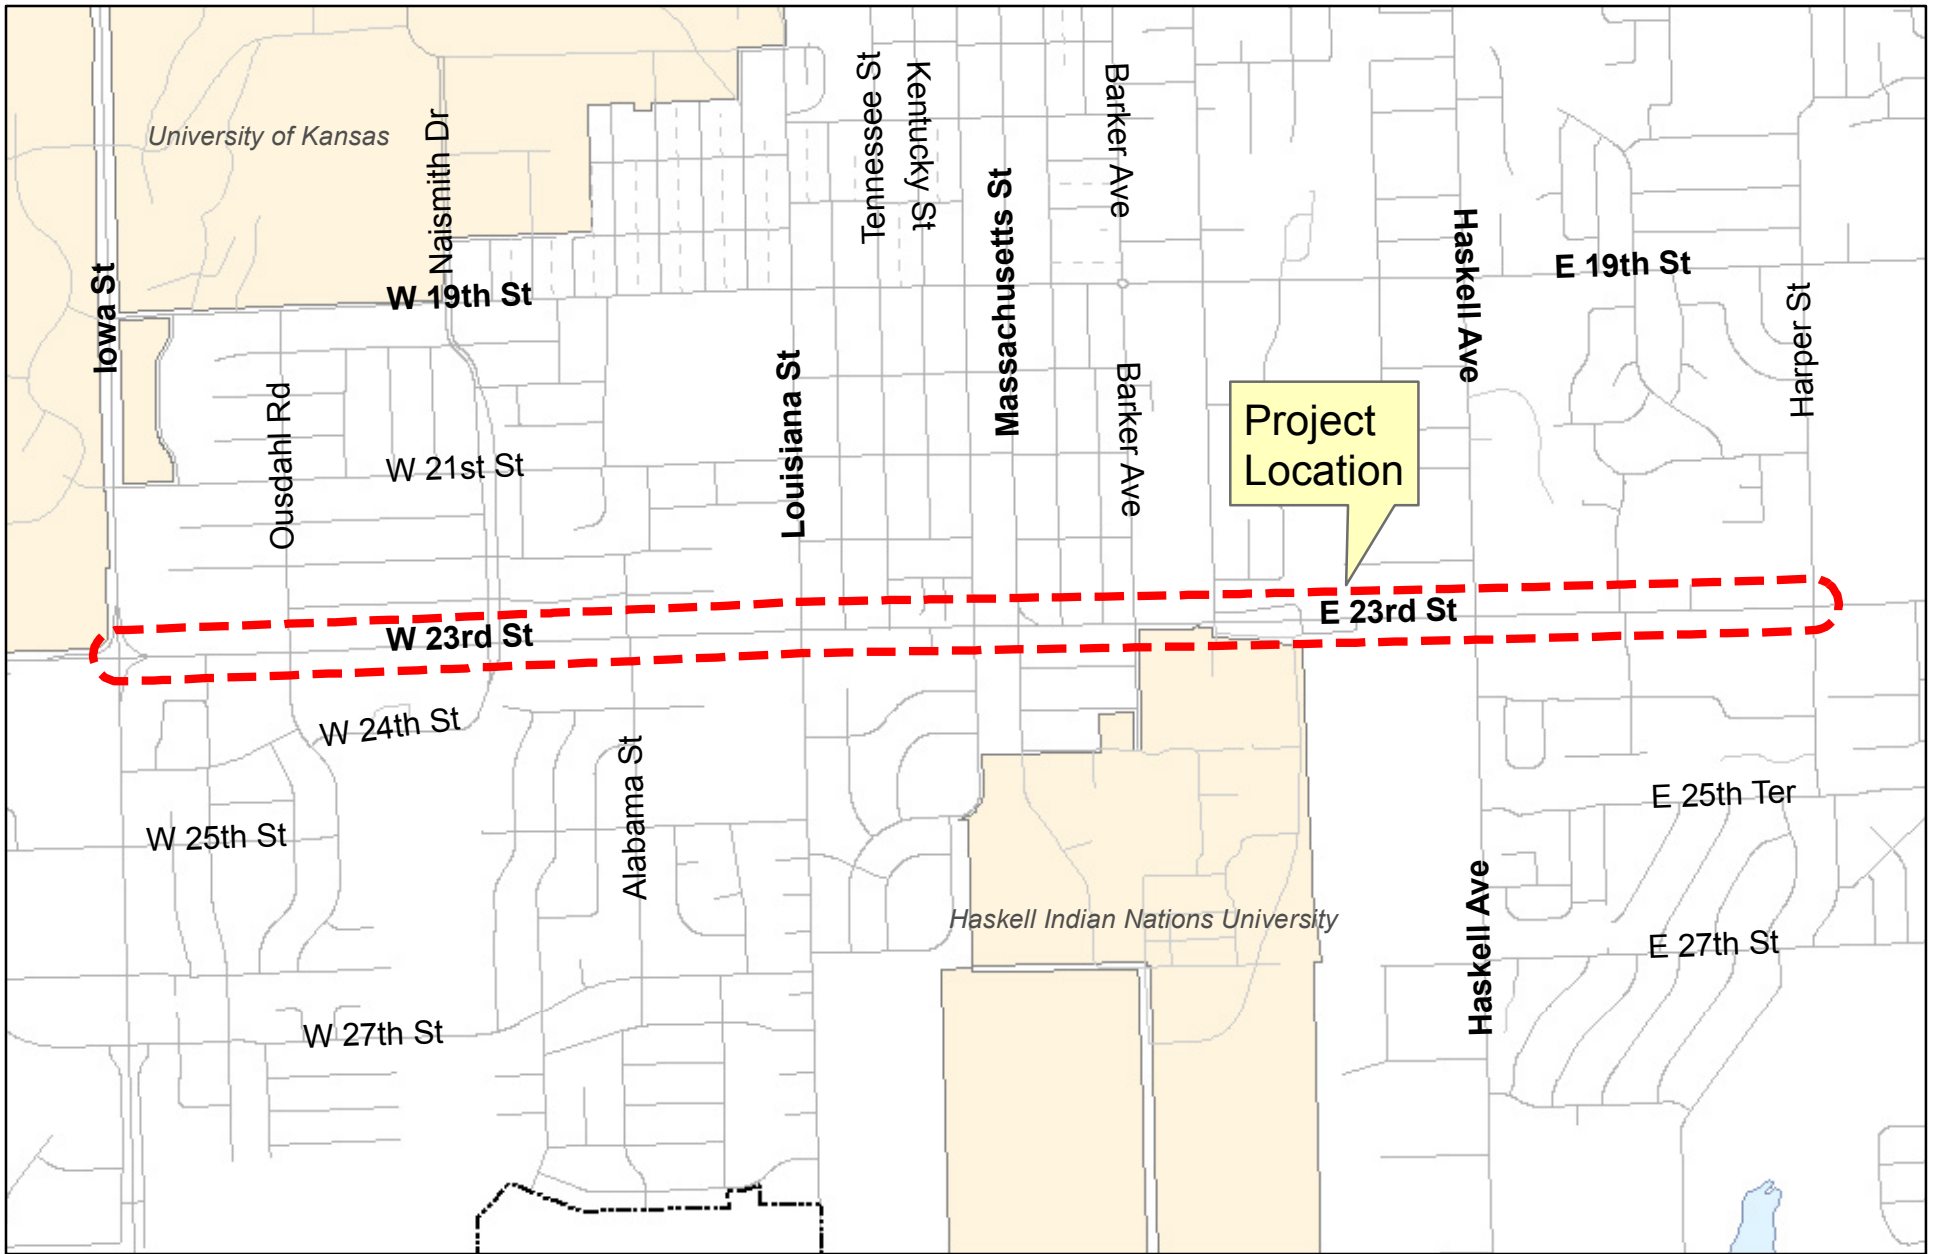 Tennessee St
Kentucky St
Barker Ave
University of Kansas
Naismith Dr
Massachusetts St
Haskell Ave
E 19th St
Iowa St
W 19th St
Harper St
Louisiana St
Barker Ave
Ousdahl Rd
Project
Location
W 21st St
E 23rd St
W 23rd St
W 24th St
Alabama St
E 25th Ter
W 25th St
Haskell Ave
Haskell Indian Nations University
E 27th St
W 27th St